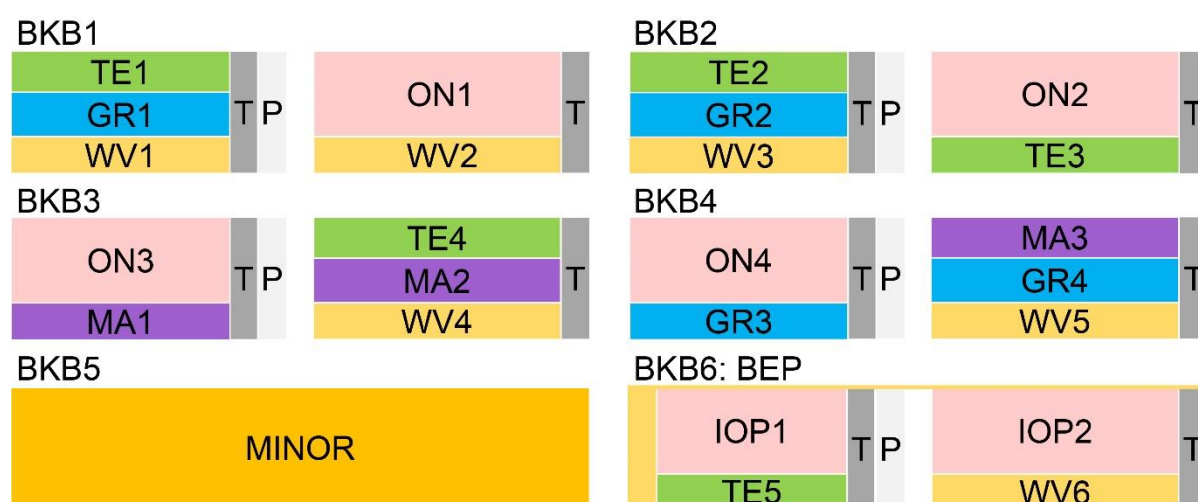 BKB1
TE1
GR1
WV1
T P
ON1
WV2
T
BKB2
TE2
GR2
WV3
T P
ON2
TE3
T
BKB3
ON3
MA1
T P
TE4
MA2
WV4
T
BKB4
ON4
GR3
T P
MA3
GR4
WV5
T
BKB5
MINOR
BKB6: BEP
IOP1
TE5
T P
IOP2
WV6
T